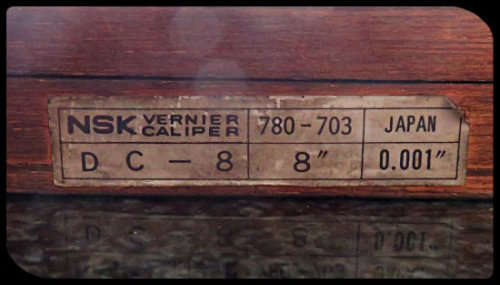 NSK VERNIER CALIPER 780-703 JAPAN
DC-8 8" 0.001"